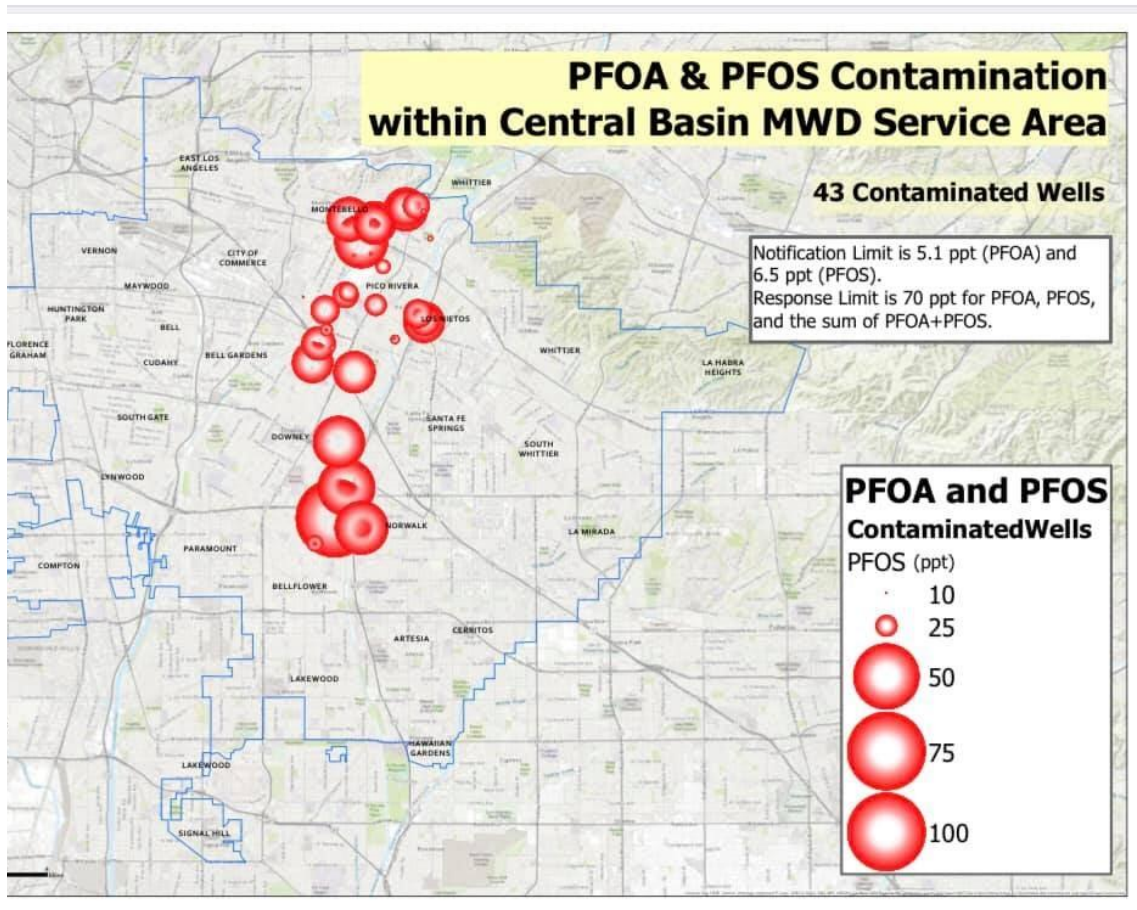 PFOA & PFOS Contamination
within Central Basin MWD Service Area
43 Contaminated Wells
Notification Limit is 5.1 ppt (PFOA) and
6.5 ppt (PFOS).
Response Limit is 70 ppt for PFOA, PFOS,
and the sum of PFOA+PFOS.
EAST LOS
ANGELES
WHITTIER
MONTEBELLO
VERNON
CITY OF
COMMERCE
MAYWOOD
PICO RIVERA
HUNTINGTON
PARK
BELL
LOS NIETOS
FLORENCE
GRAHAM
CUDAHY
BELL GARDENS
WHITTIER
LA HABRA
HEIGHTS
SOUTH GATE
SANTA FE
SPRINGS
DOWNEY
SOUTH
WHITTIER
LYNWOOD
NORWALK
LA MIRADA
PARAMOUNT
COMPTON
BELLFLOWER
ARTESIA
CERRITOS
LAKEWOOD
HAWAIIAN
GARDENS
LAKEWOOD
SIGNAL HILL
PFOA and PFOS
ContaminatedWells
PFOS (ppt)
10
25
50
75
100